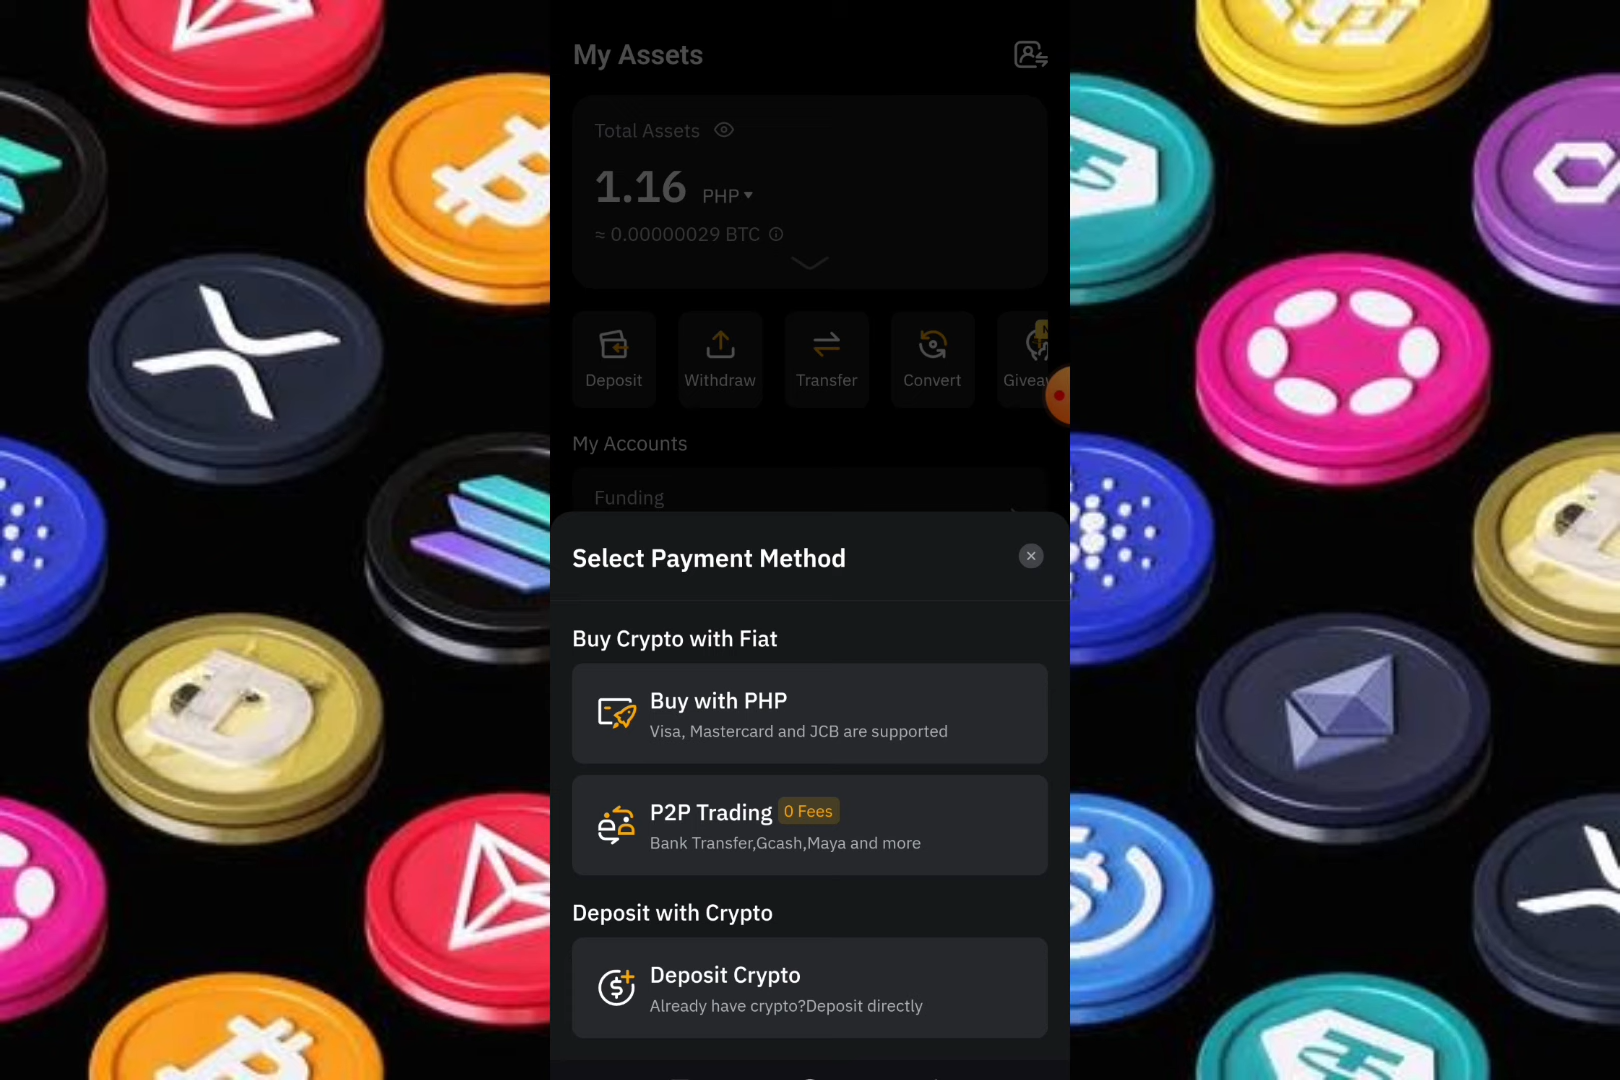 My Assets
Total Assets
1.16 PHP
≈ 0.00000029 BTC
Deposit
Withdraw
Transfer
Convert
Giveav
My Accounts
Funding
Select Payment Method
Buy Crypto with Fiat
Buy with PHP
Visa, Mastercard and JCB are supported
P2P Trading 0 Fees
Bank Transfer,Gcash,Maya and more
Deposit with Crypto
Deposit Crypto
Already have crypto?Deposit directly